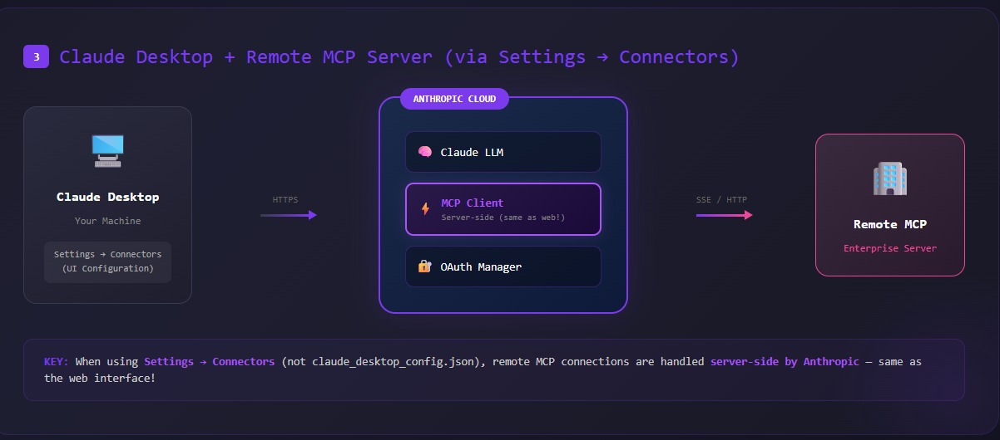 3 Claude Desktop + Remote MCP Server (via Settings → Connectors)
ANTHROPIC CLOUD
Claude Desktop
Your Machine
Settings → Connectors
(UI Configuration)
HTTPS
Claude LLM
MCP Client
Server-side (same as web!)
OAuth Manager
SSE / HTTP
Remote MCP
Enterprise Server
KEY: When using Settings → Connectors (not claude_desktop_config.json), remote MCP connections are handled server-side by Anthropic — same as
the web interface!